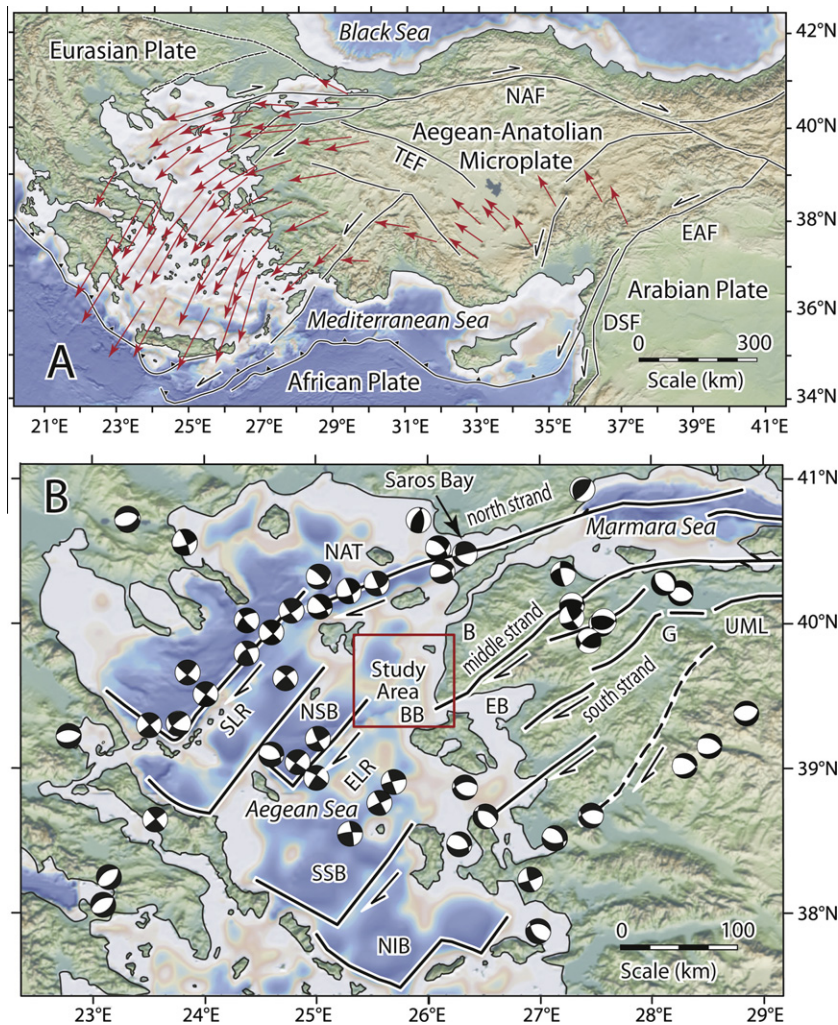 Eurasian Plate
Black Sea
42°N
NAF
Aegean-Anatolian
Microplate
40°N
TEF
38°N
EAF
Arabian Plate
36°N
DSF
Mediterranean Sea
0 300
Scale (km)
A
African Plate
34°N
21°E 23°E 25°E 27°E 29°E 31°E 33°E 35°E 37°E 39°E 41°E
B
Saros Bay
41°N
north strand
Marmara Sea
NAT
40°N
B
middle strand
G
UML
Study
Area
BB
EB
south strand
SLR
NSB
ELR
39°N
Aegean Sea
SSB
38°N
NIB
0 100
Scale (km)
23°E 24°E 25°E 26°E 27°E 28°E 29°E